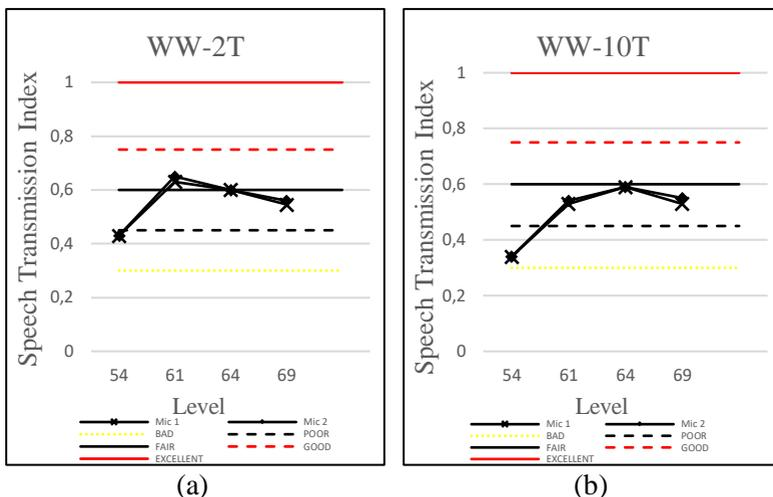 WW-2T
Speech Transmission Index
1
0,8
0,6
0,4
0,2
0
54 61 64 69
Level
Mic 1 Mic 2
BAD POOR
FAIR GOOD
EXCELLENT
(a)
WW-10T
Speech Transmission Index
1
0,8
0,6
0,4
0,2
0
54 61 64 69
Level
Mic 1 Mic 2
BAD POOR
FAIR GOOD
EXCELLENT
(b)